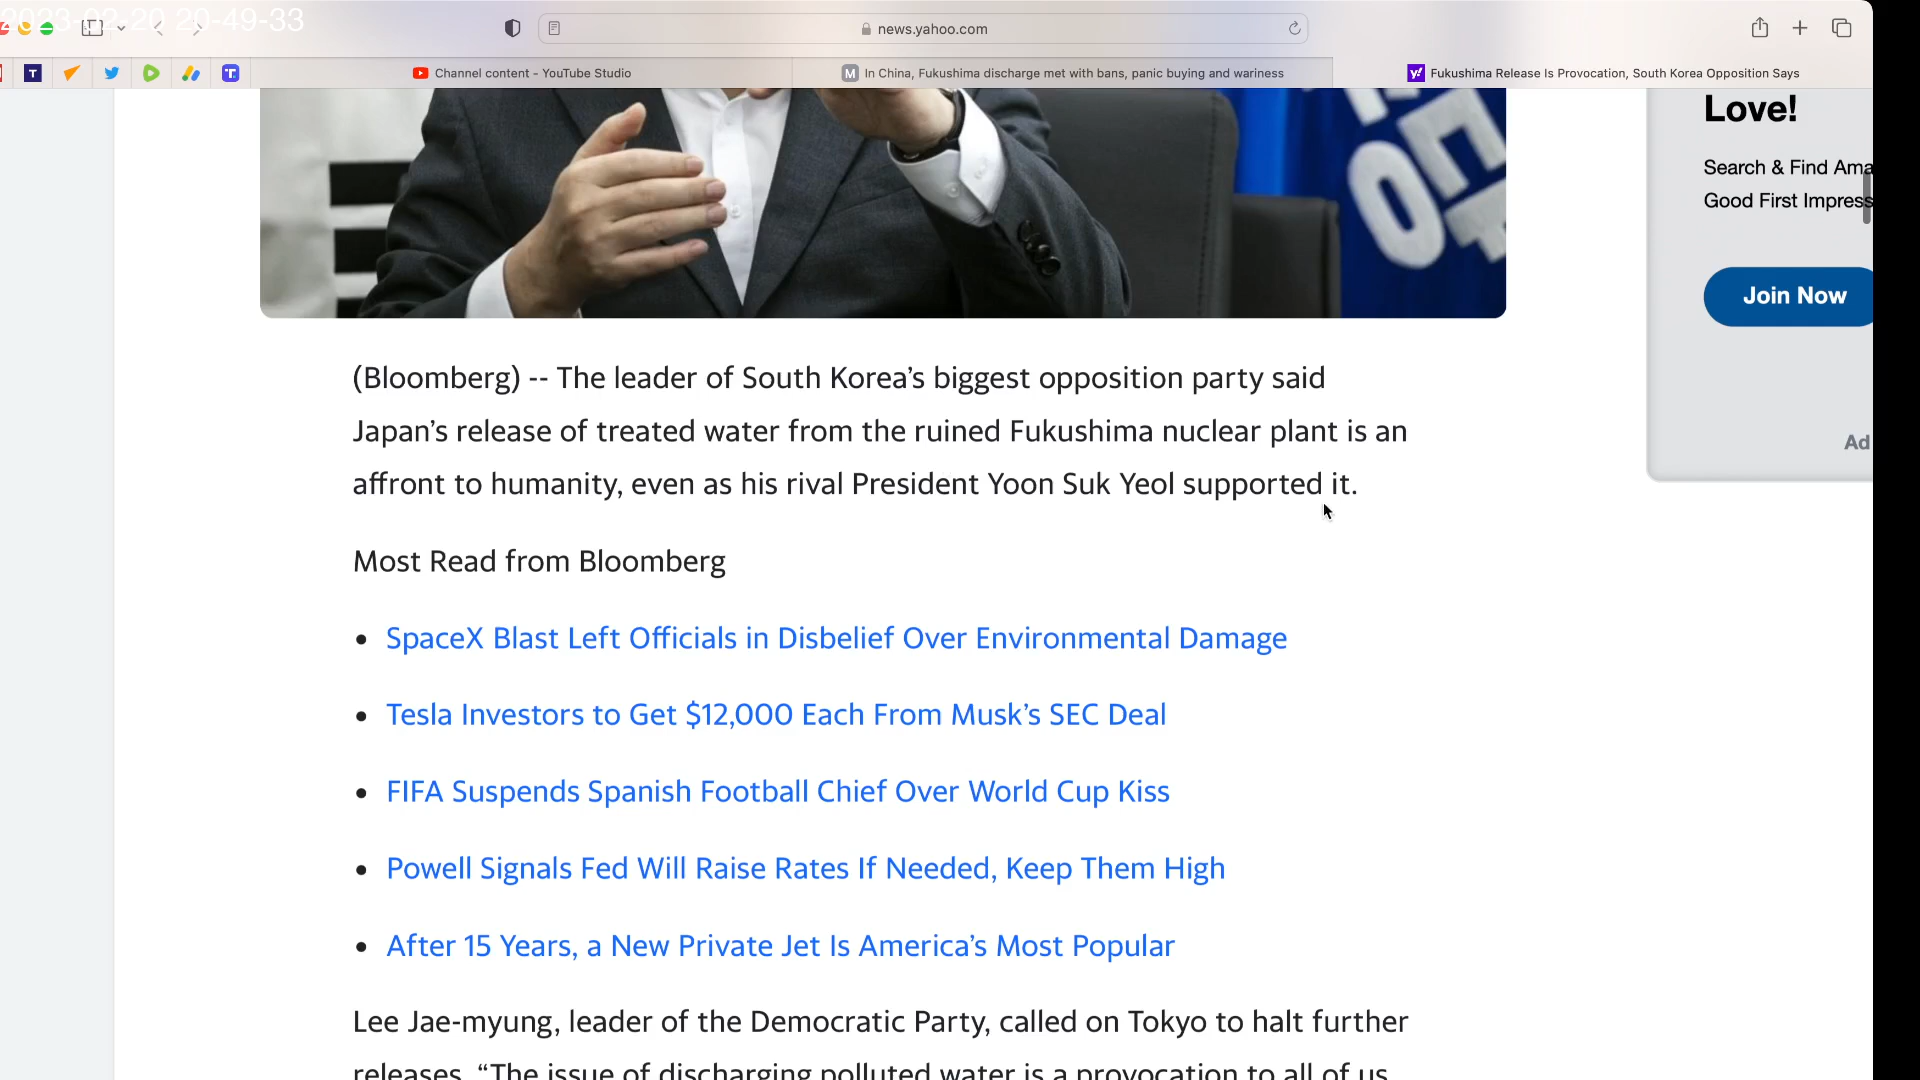 2023-02-20 20-49-33
news.yahoo.com
T
T
Channel content - YouTube Studio
M In China, Fukushima discharge met with bans, panic buying and wariness
y! Fukushima Release Is Provocation, South Korea Opposition Says
Love!
Search & Find Ama
Good First Impress
Join Now
Ad
(Bloomberg) -- The leader of South Korea’s biggest opposition party said
Japan’s release of treated water from the ruined Fukushima nuclear plant is an
affront to humanity, even as his rival President Yoon Suk Yeol supported it.
Most Read from Bloomberg
• SpaceX Blast Left Officials in Disbelief Over Environmental Damage
• Tesla Investors to Get $12,000 Each From Musk’s SEC Deal
• FIFA Suspends Spanish Football Chief Over World Cup Kiss
• Powell Signals Fed Will Raise Rates If Needed, Keep Them High
• After 15 Years, a New Private Jet Is America’s Most Popular
Lee Jae-myung, leader of the Democratic Party, called on Tokyo to halt further
releases. “The issue of discharging polluted water is a provocation to all of us